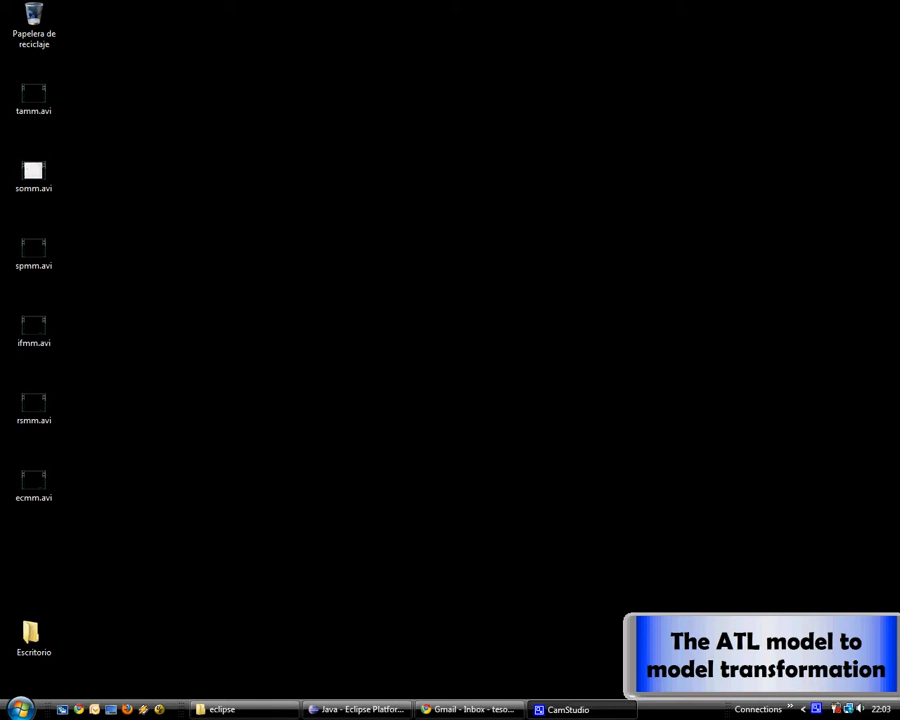 Papelera de
reciclaje
tamm.avi
somm.avi
spmm.avi
ifmm.avi
rsmm.avi
ecmm.avi
Escritorio
The ATL model to
model transformation
eclipse
Java - Eclipse Platfor...
Gmail - Inbox - teso...
CamStudio
Connections
22:03